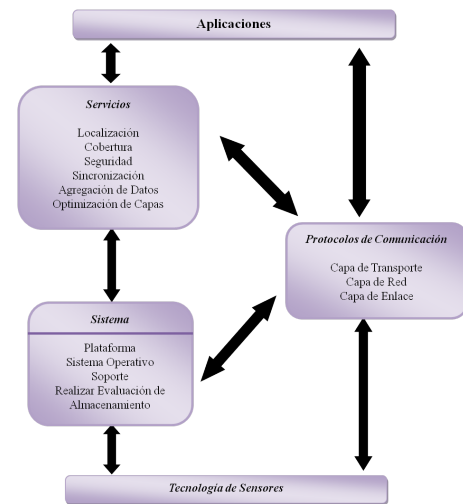 Aplicaciones
Servicios
Localización
Cobertura
Seguridad
Sincronización
Agregación de Datos
Optimización de Capas
Protocolos de Comunicación
Capa de Transporte
Capa de Red
Capa de Enlace
Sistema
Plataforma
Sistema Operativo
Soporte
Realizar Evaluación de
Almacenamiento
Tecnología de Sensores